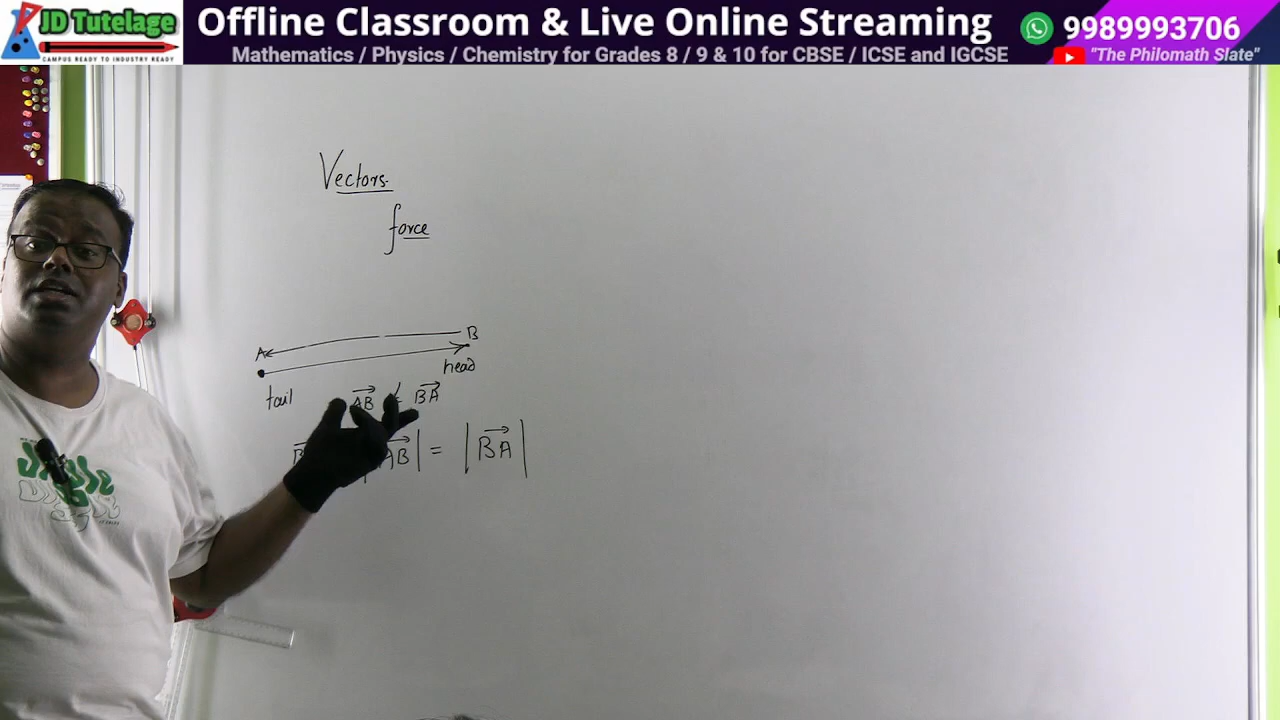 JD Tutelage
CAMPUS READY TO INDUSTRY READY
Offline Classroom & Live Online Streaming
9989993706
Mathematics / Physics / Chemistry for Grades 8 / 9 & 10 for CBSE / ICSE and IGCSE
"The Philomath Slate"
Vectors.
force
A B
tail head
AB ≠ BA
AB| = |BA|